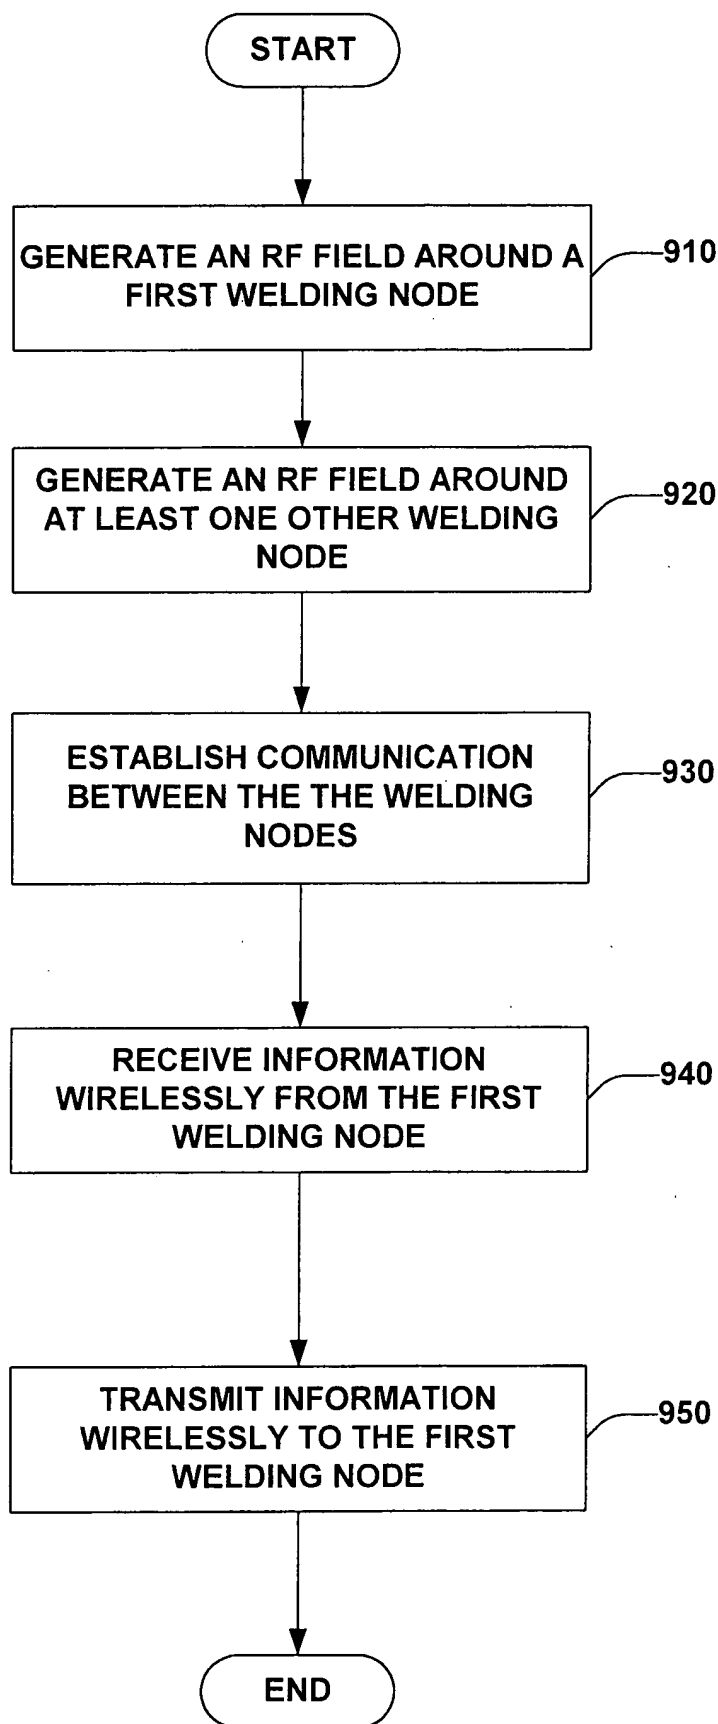 START
GENERATE AN RF FIELD AROUND A
FIRST WELDING NODE
910
GENERATE AN RF FIELD AROUND
AT LEAST ONE OTHER WELDING
NODE
920
ESTABLISH COMMUNICATION
BETWEEN THE THE WELDING
NODES
930
RECEIVE INFORMATION
WIRELESSLY FROM THE FIRST
WELDING NODE
940
TRANSMIT INFORMATION
WIRELESSLY TO THE FIRST
WELDING NODE
950
END